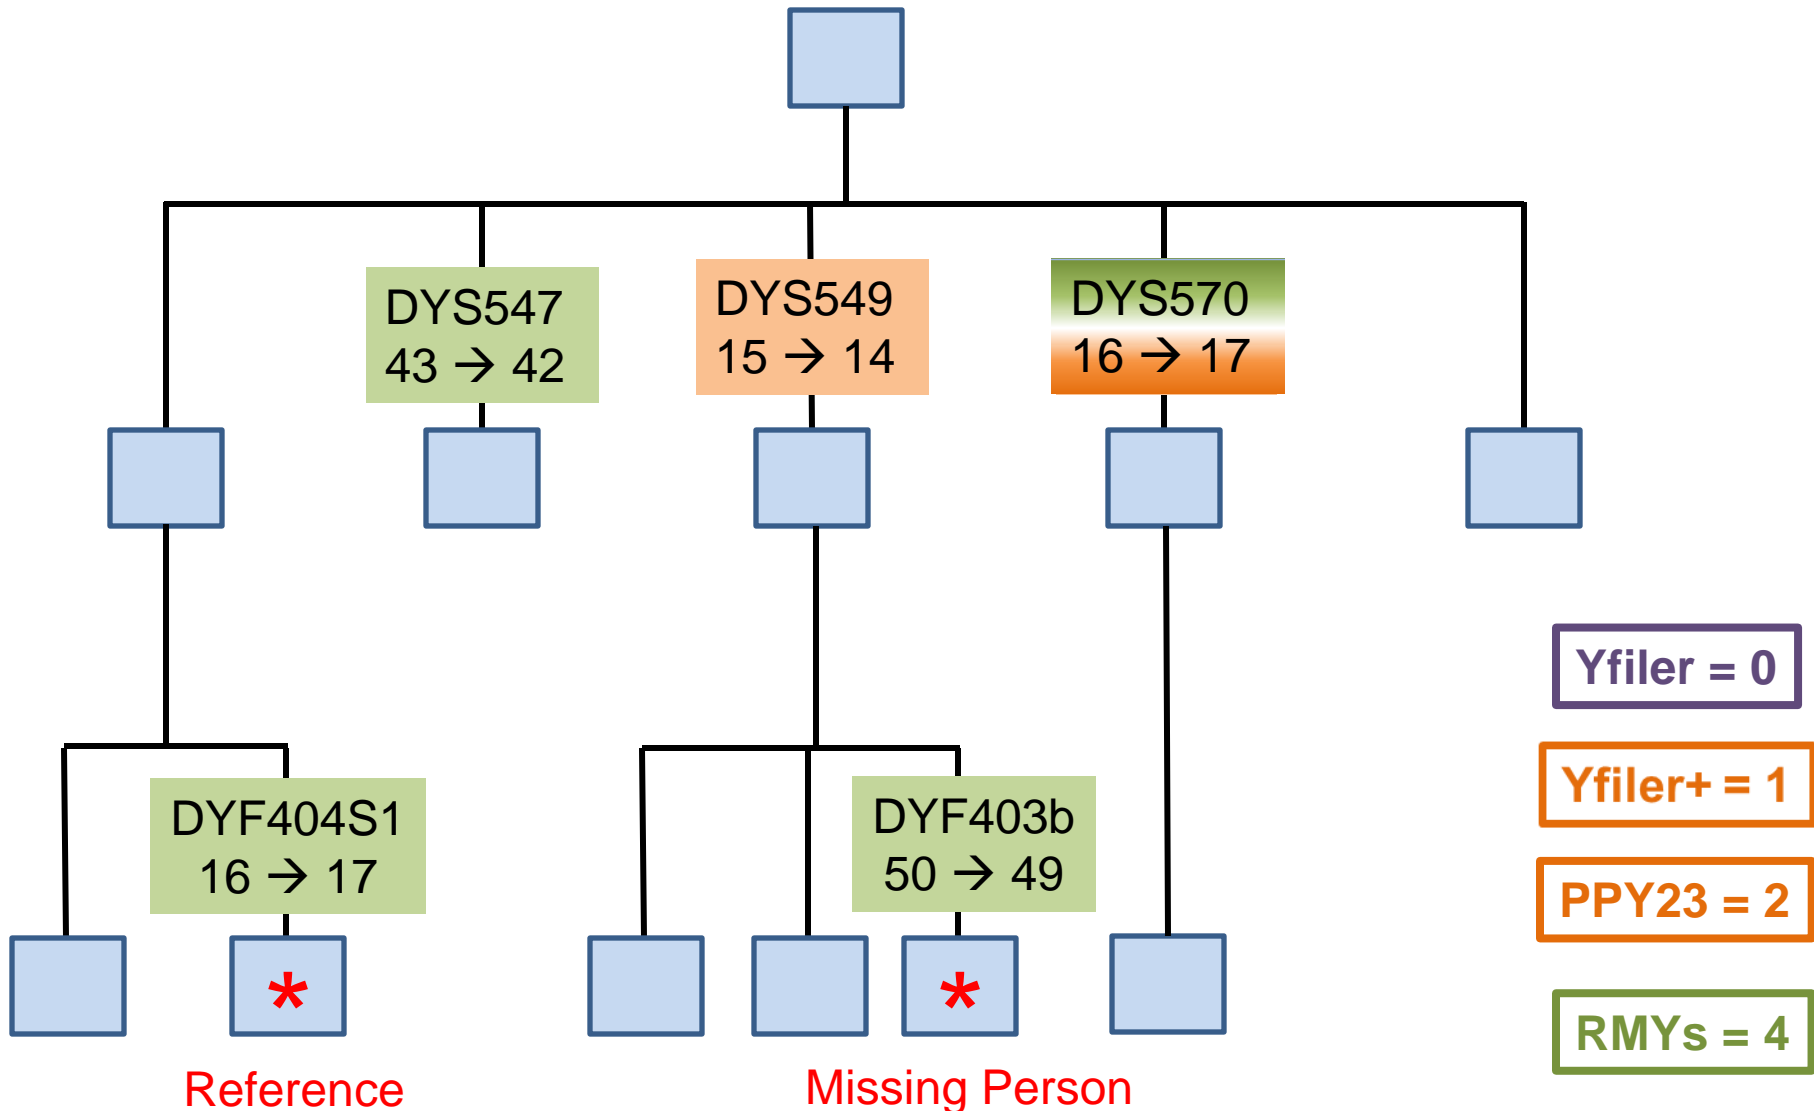 DYS547
43 → 42
DYS549
15 → 14
DYS570
16 → 17
Yfiler = 0
Yfiler+ = 1
DYF404S1
16 → 17
DYF403b
50 → 49
PPY23 = 2
*
*
RMYs = 4
Reference
Missing Person